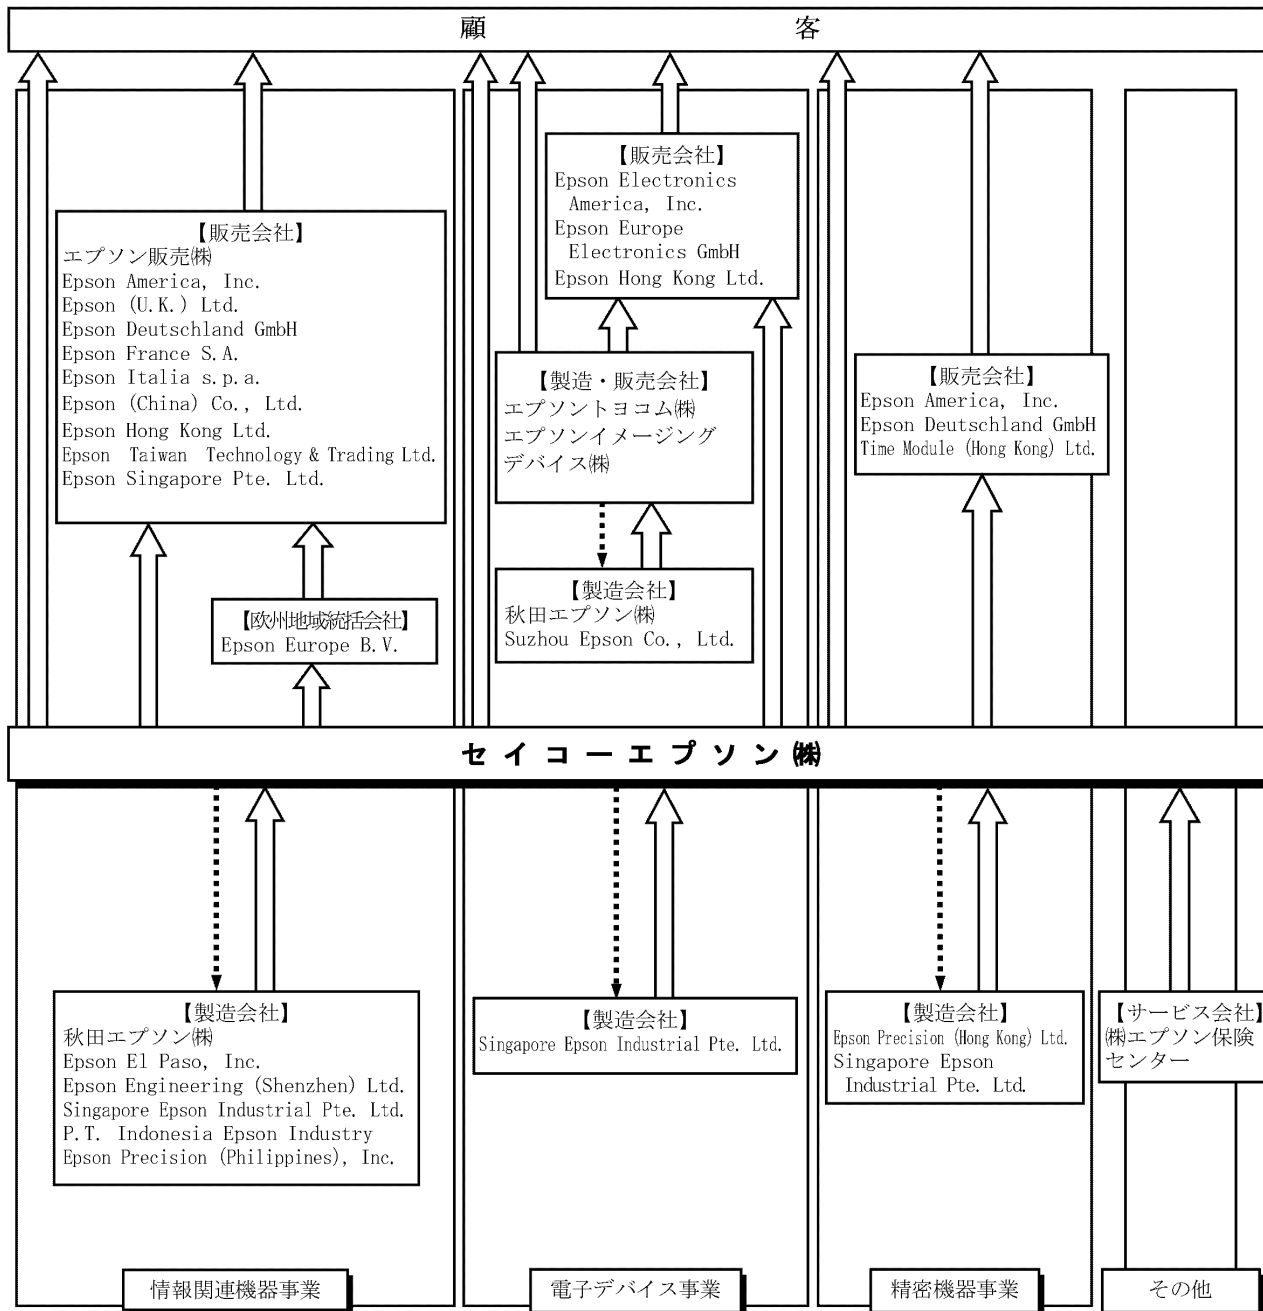 顧客
【販売会社】
エプソン販売㈱
Epson America, Inc.
Epson (U.K.) Ltd.
Epson Deutschland GmbH
Epson France S.A.
Epson Italia s.p.a.
Epson (China) Co., Ltd.
Epson Hong Kong Ltd.
Epson Taiwan Technology & Trading Ltd.
Epson Singapore Pte. Ltd.
【欧州地域統括会社】
Epson Europe B.V.
【販売会社】
Epson Electronics
America, Inc.
Epson Europe
Electronics GmbH
Epson Hong Kong Ltd.
【製造・販売会社】
エプソントヨコム㈱
エプソンイメージング
デバイス㈱
【製造会社】
秋田エプソン㈱
Suzhou Epson Co., Ltd.
【販売会社】
Epson America, Inc.
Epson Deutschland GmbH
Time Module (Hong Kong) Ltd.
セイコーエプソン㈱
【製造会社】
秋田エプソン㈱
Epson El Paso, Inc.
Epson Engineering (Shenzhen) Ltd.
Singapore Epson Industrial Pte. Ltd.
P.T. Indonesia Epson Industry
Epson Precision (Philippines), Inc.
【製造会社】
Singapore Epson Industrial Pte. Ltd.
【製造会社】
Epson Precision (Hong Kong) Ltd.
Singapore Epson
Industrial Pte. Ltd.
【サービス会社】
㈱エプソン保険
センター
情報関連機器事業
電子デバイス事業
精密機器事業
その他